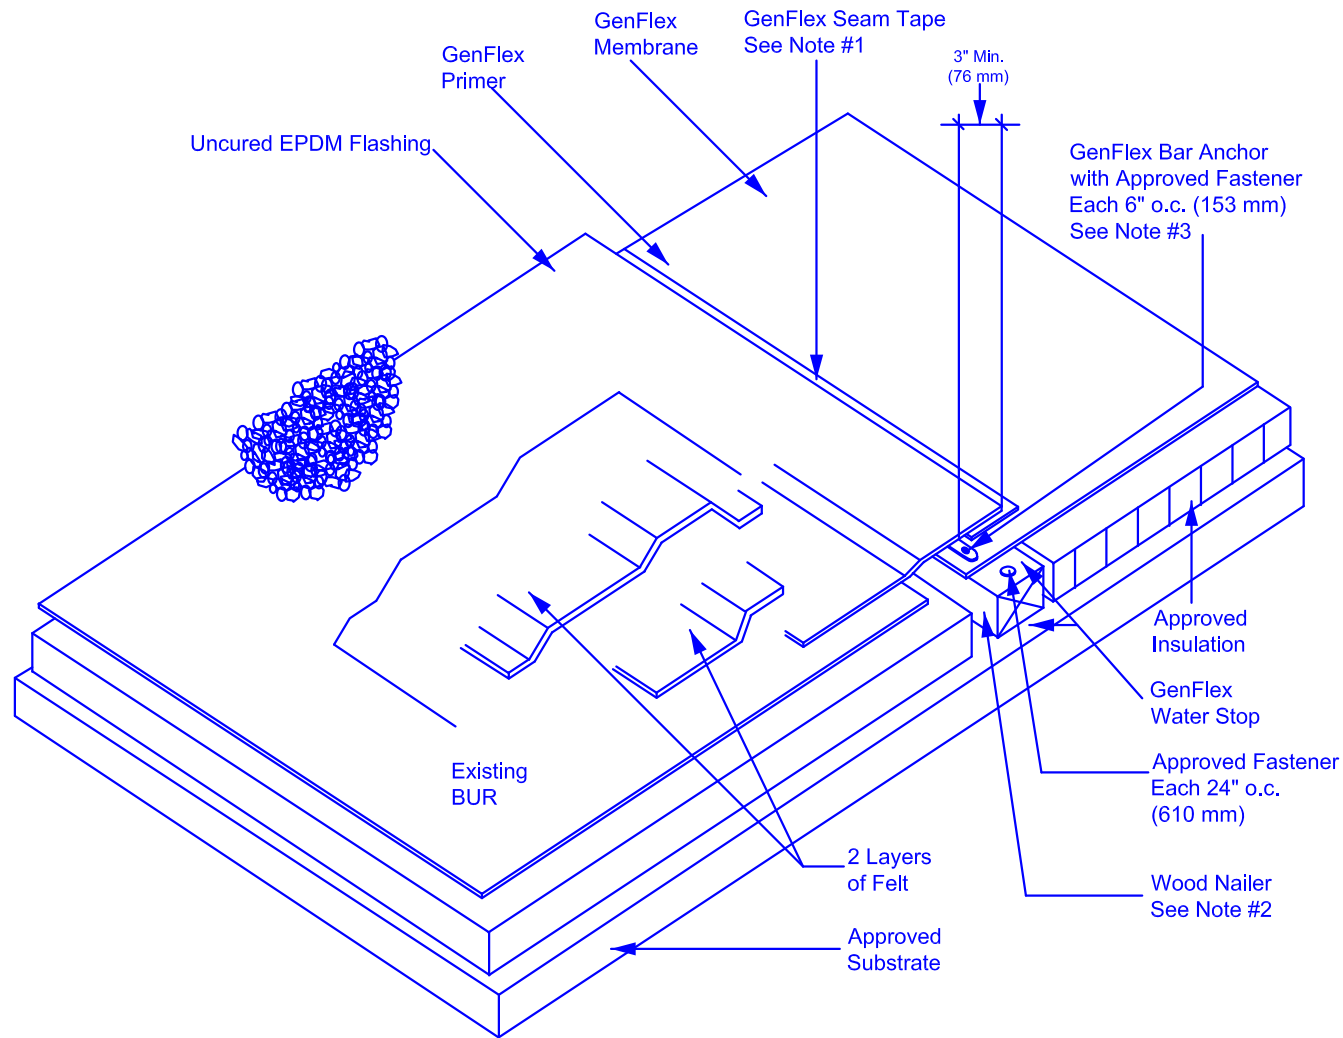 GenFlex
Membrane
GenFlex Seam Tape
See Note #1
GenFlex
Primer
3" Min.
(76 mm)
Uncured EPDM Flashing
GenFlex Bar Anchor
with Approved Fastener
Each 6" o.c. (153 mm)
See Note #3
Approved
Insulation
GenFlex
Water Stop
Approved Fastener
Each 24" o.c.
(610 mm)
Existing
BUR
2 Layers
of Felt
Wood Nailer
See Note #2
Approved
Substrate